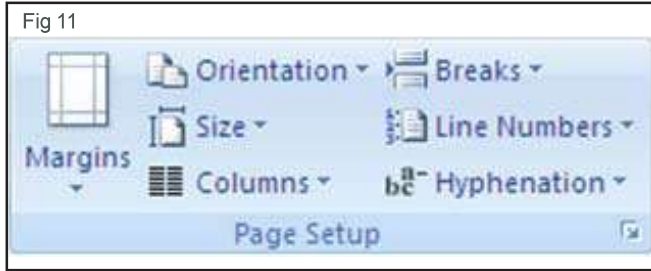 Fig 11
Margins
Orientation
Size
Columns
Breaks
Line Numbers
Hyphenation
Page Setup